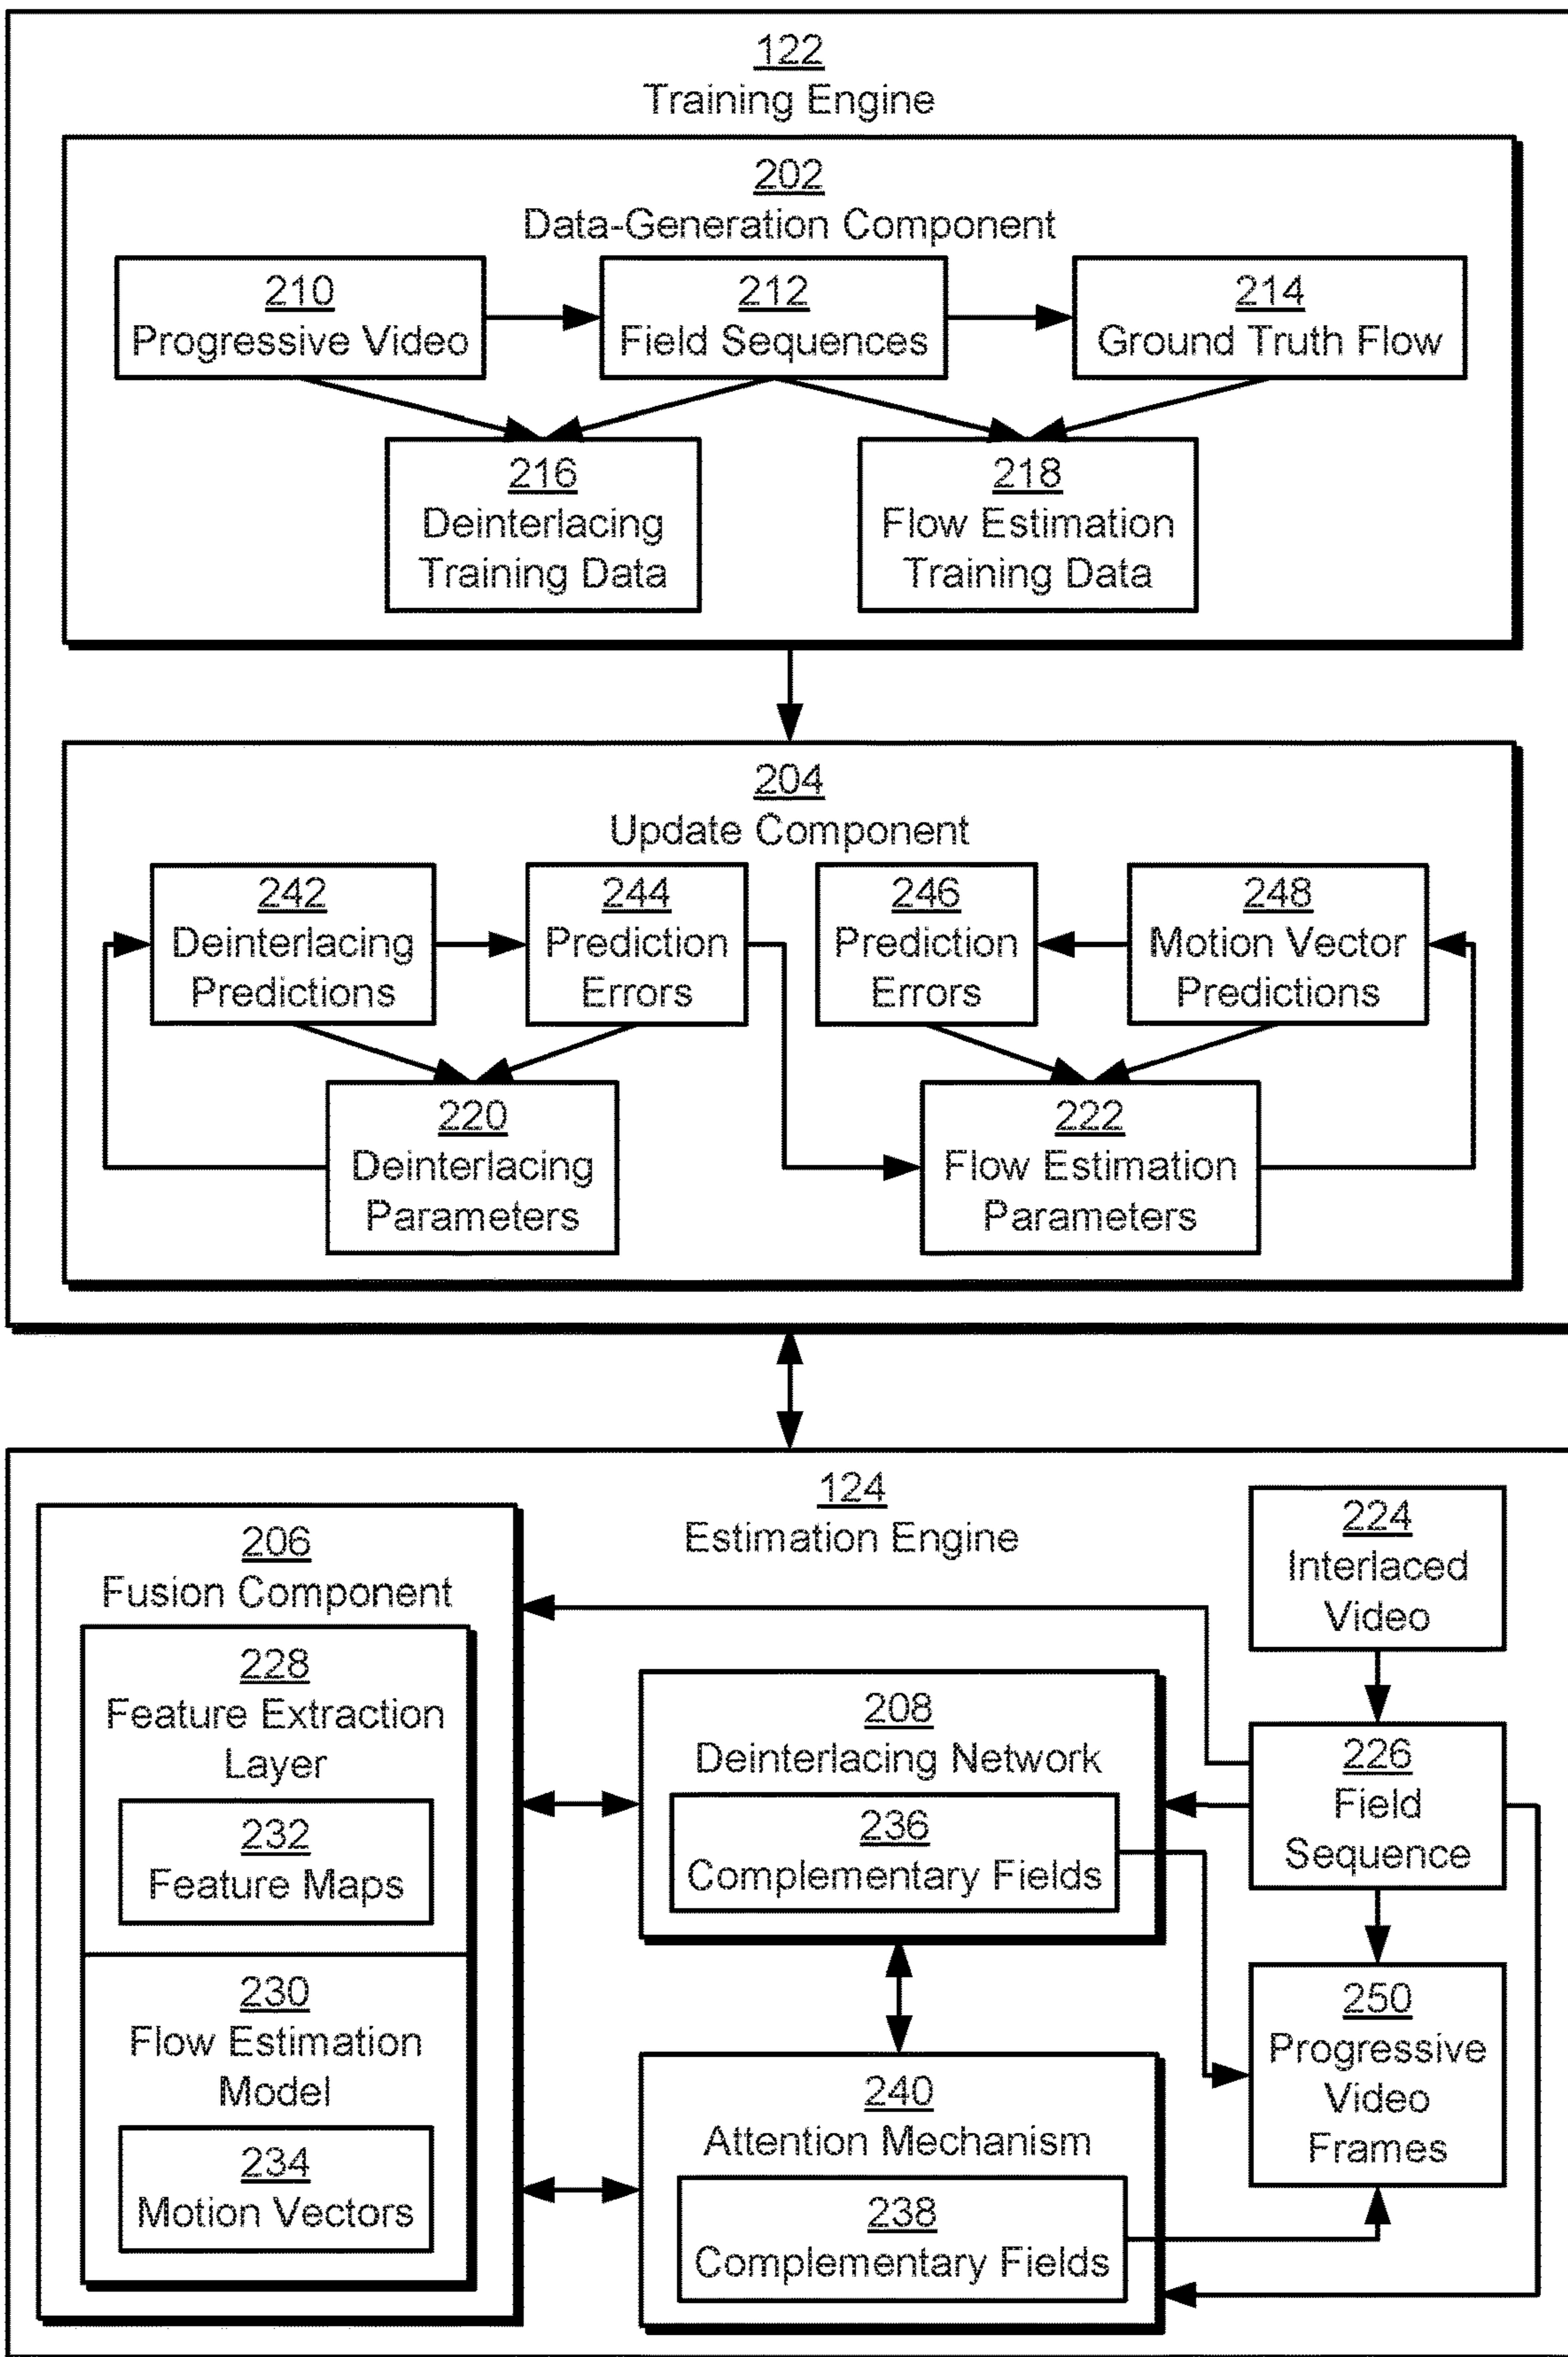 122
Training Engine
202
Data-Generation Component
210
Progressive Video
212
Field Sequences
214
Ground Truth Flow
216
Deinterlacing
Training Data
218
Flow Estimation
Training Data
204
Update Component
242
Deinterlacing
Predictions
244
Prediction
Errors
246
Prediction
Errors
248
Motion Vector
Predictions
220
Deinterlacing
Parameters
222
Flow Estimation
Parameters
124
Estimation Engine
206
Fusion Component
228
Feature Extraction
Layer
232
Feature Maps
230
Flow Estimation
Model
234
Motion Vectors
208
Deinterlacing Network
236
Complementary Fields
240
Attention Mechanism
238
Complementary Fields
224
Interlaced
Video
226
Field
Sequence
250
Progressive
Video
Frames